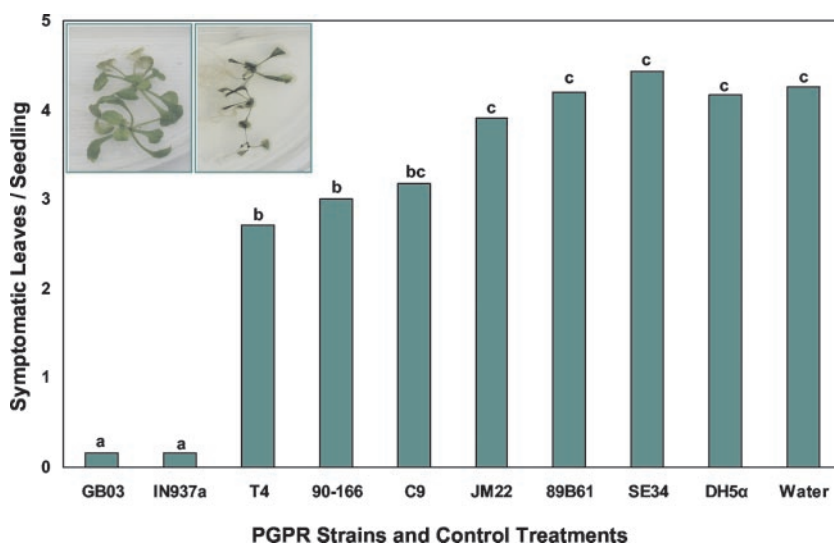 5
4
3
2
1
0
Symptomatic Leaves / Seedling
a
a
b
b
bc
c
c
c
c
c
GB03 IN937a T4 90-166 C9 JM22 89B61 SE34 DH5α Water
PGPR Strains and Control Treatments